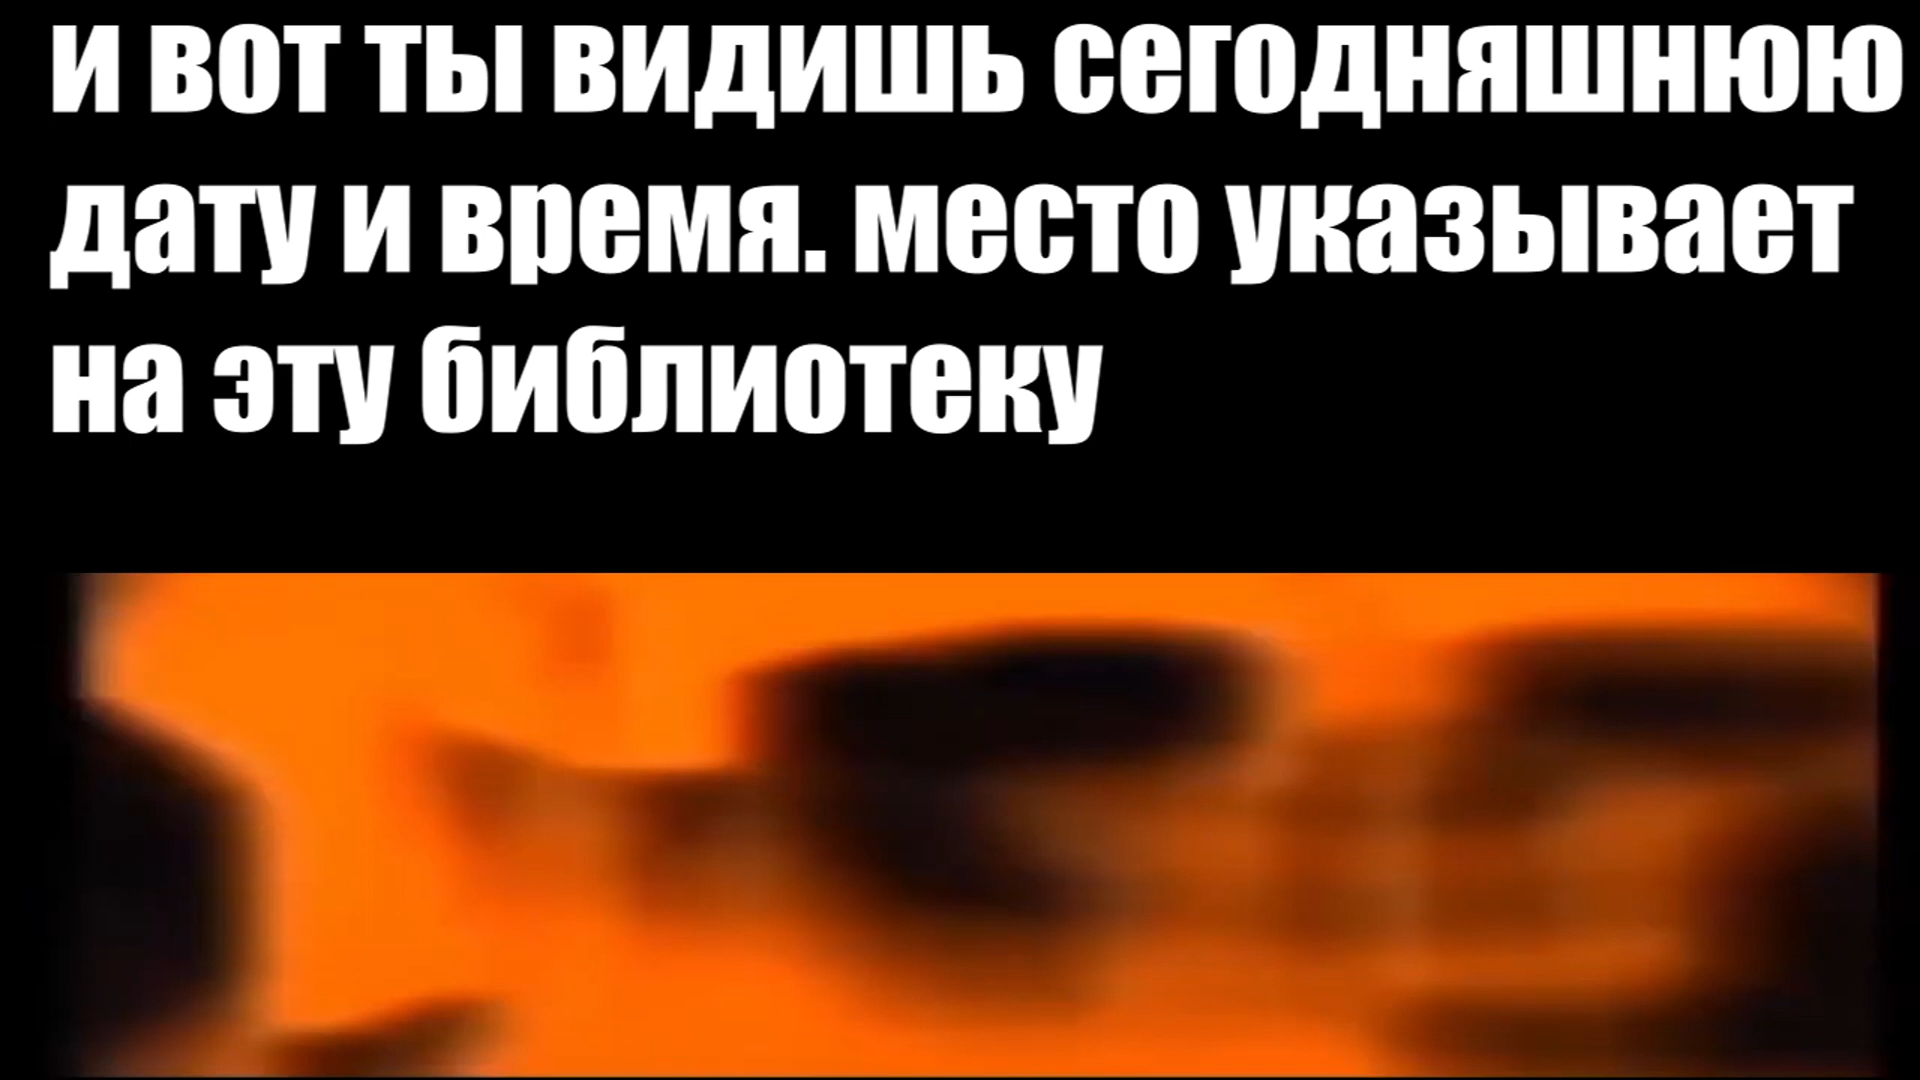 и вот ты видишь сегодняшнюю
дату и время. место указывает
на эту библиотеку